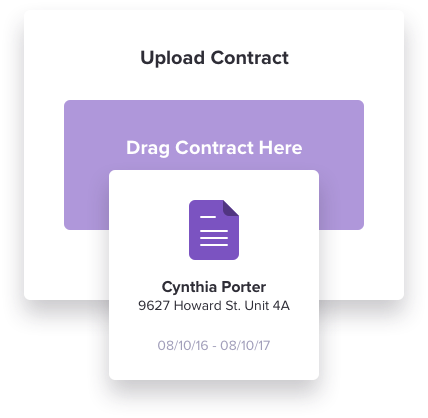 Upload Contract
Drag Contract Here
Cynthia Porter
9627 Howard St. Unit 4A
08/10/16 - 08/10/17